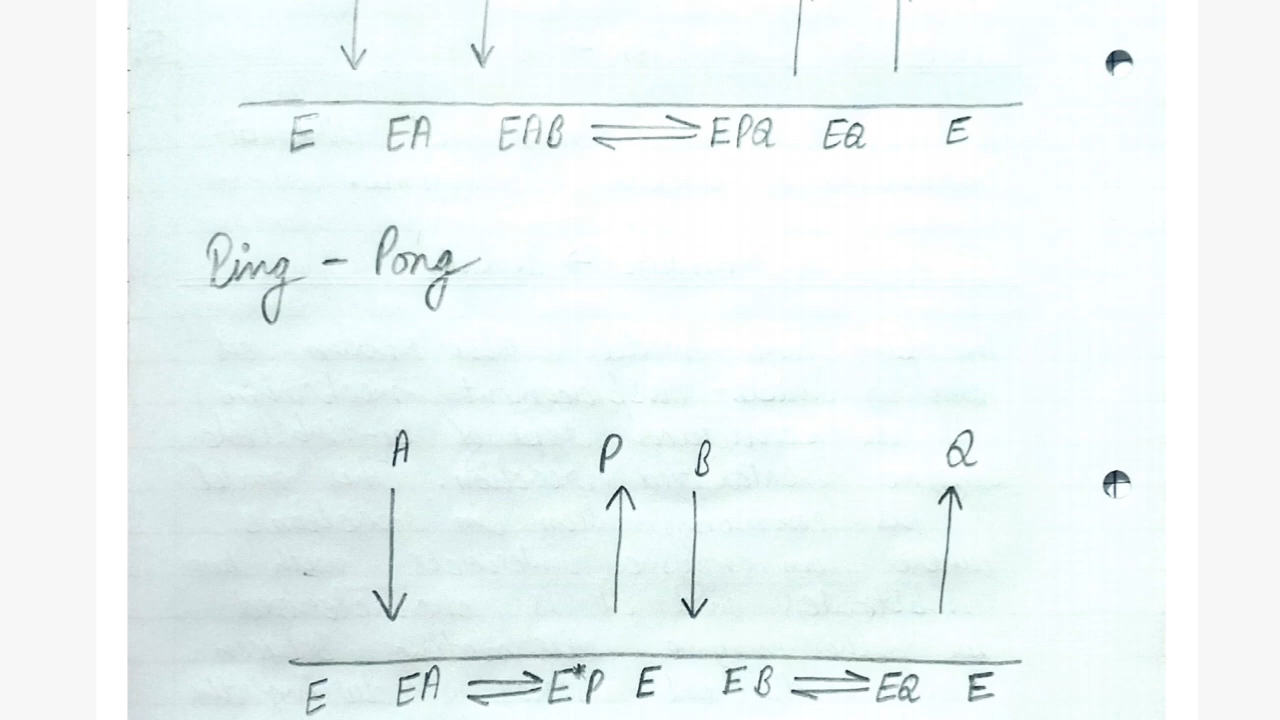 E EA EAB ⇌ EPQ EQ E
Ping - Pong
A P B Q
E EA ⇌ E*P E EB ⇌ EQ E